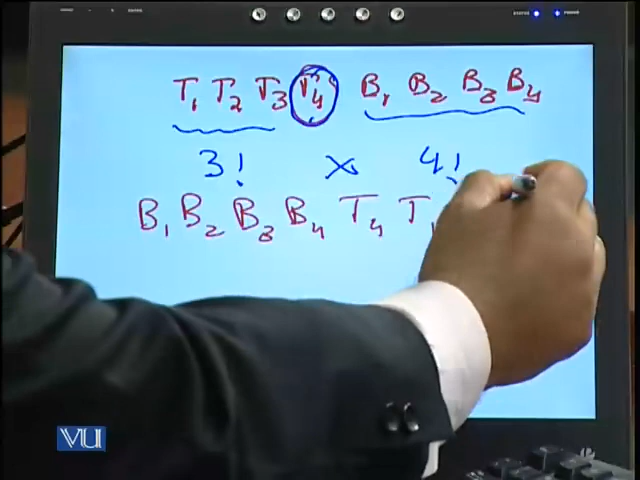 T₁ T₂ T₃ T₄ B₁ B₂ B₃ B₄
3! × 4!
B₁ B₂ B₃ B₄ T₄ T₁
VU